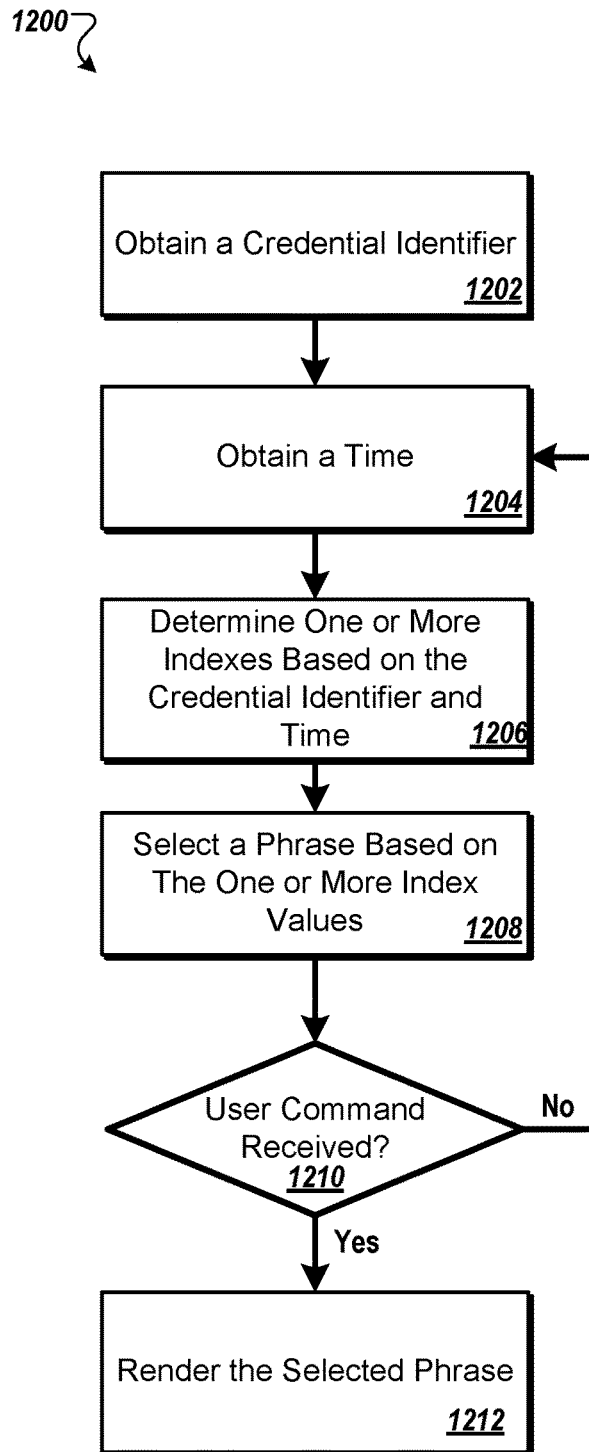 1200
Obtain a Credential Identifier
1202
Obtain a Time
1204
Determine One or More
Indexes Based on the
Credential Identifier and
Time
1206
Select a Phrase Based on
The One or More Index
Values
1208
User Command
Received?
1210
No
Yes
Render the Selected Phrase
1212